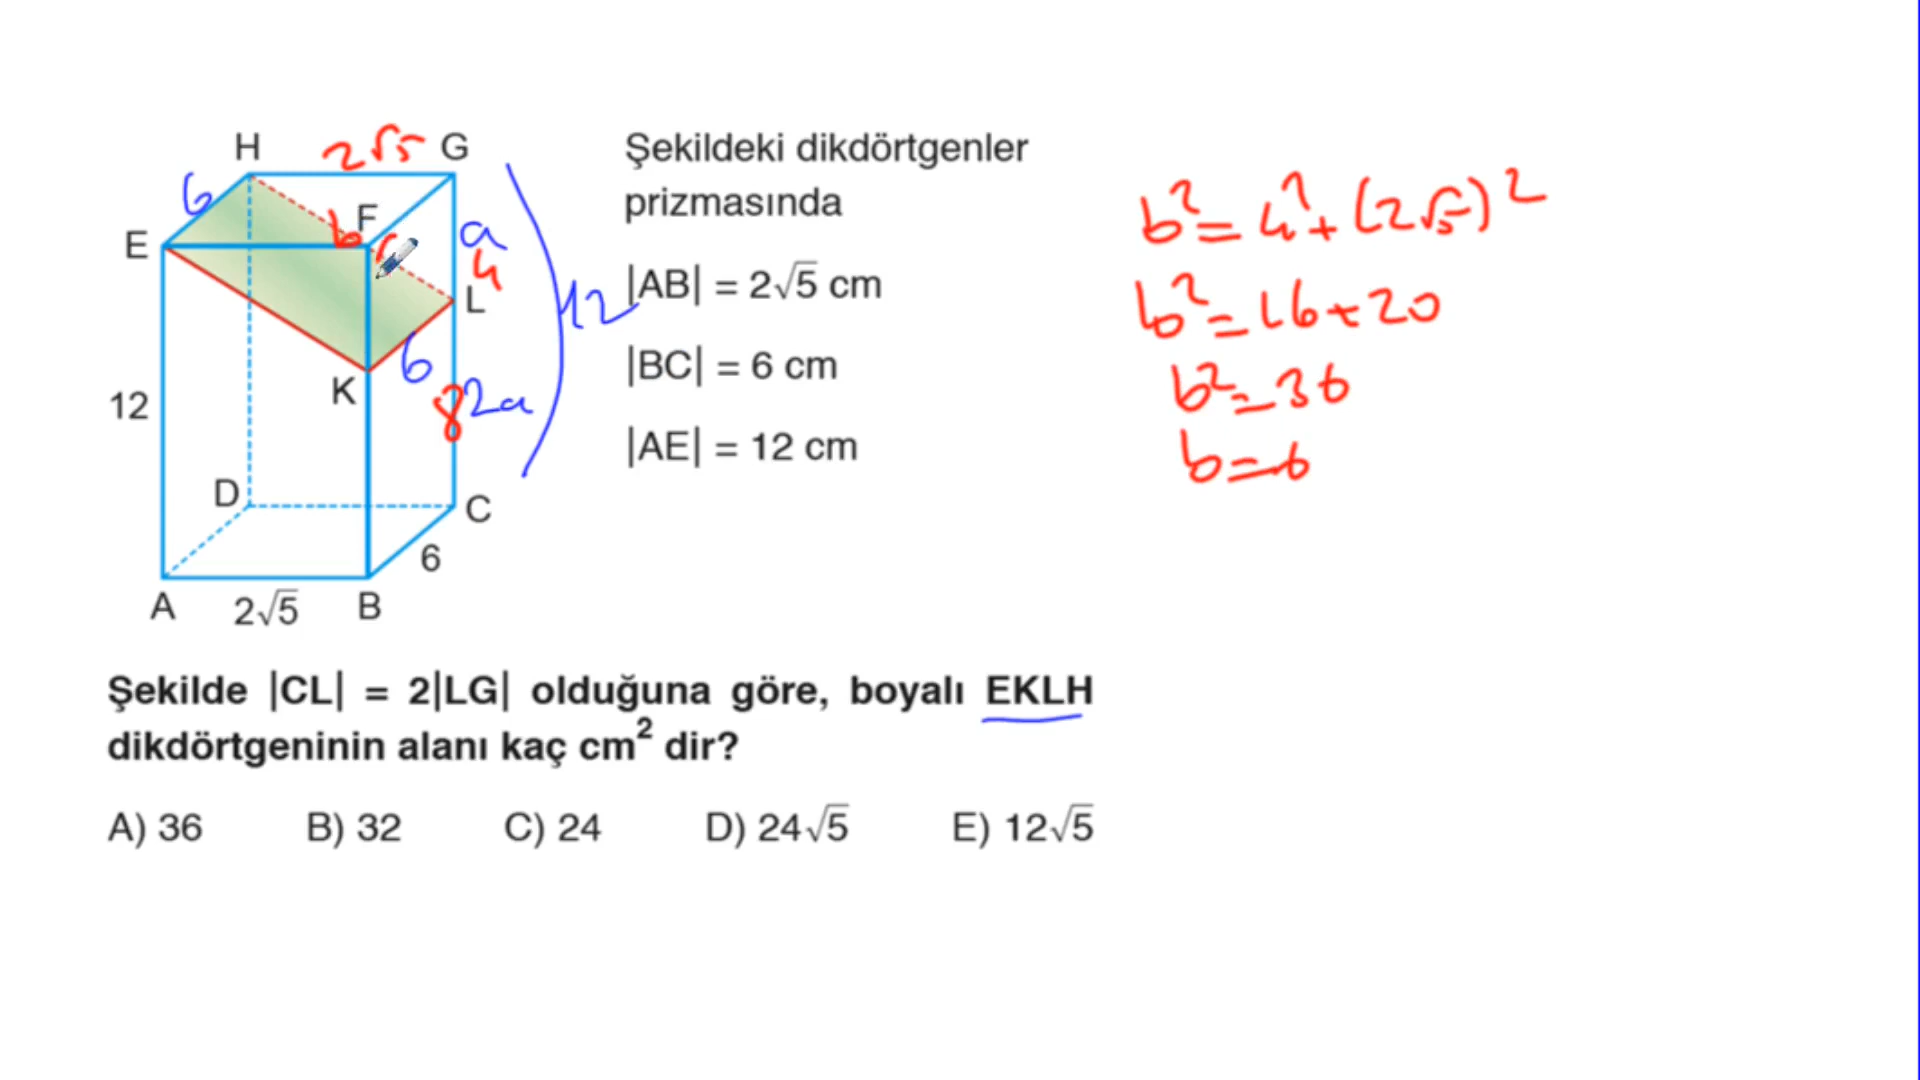 H 2√5 G
6
F
E b a
4
L
12
6
K
12 8 2a
D
C
6
A 2√5 B
Şekildeki dikdörtgenler
prizmasında
|AB| = 2√5 cm
|BC| = 6 cm
|AE| = 12 cm
b² = 4² + (2√5)²
b² = 16 + 20
b² = 36
b = 6
Şekilde |CL| = 2|LG| olduğuna göre, boyalı EKLH
dikdörtgeninin alanı kaç cm² dir?
A) 36 B) 32 C) 24 D) 24√5 E) 12√5